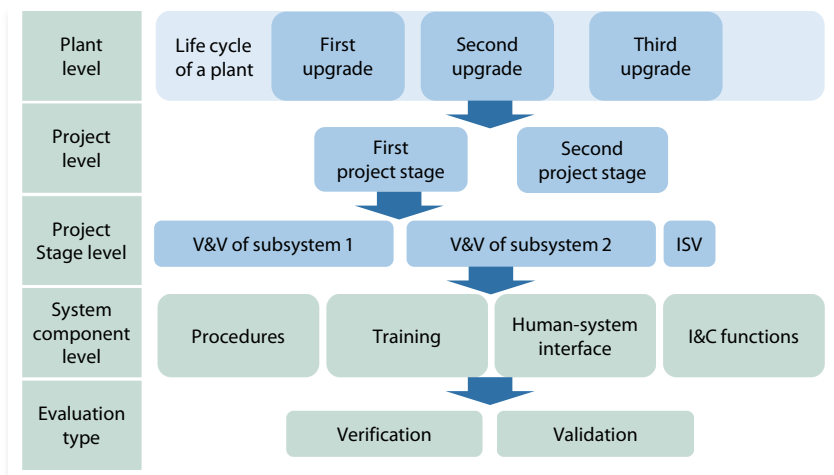 Plant
level
Life cycle
of a plant
First
upgrade
Second
upgrade
Third
upgrade
Project
level
First
project stage
Second
project stage
Project
Stage level
V&V of subsystem 1
V&V of subsystem 2
ISV
System
component
level
Procedures
Training
Human-system
interface
I&C functions
Evaluation
type
Verification
Validation